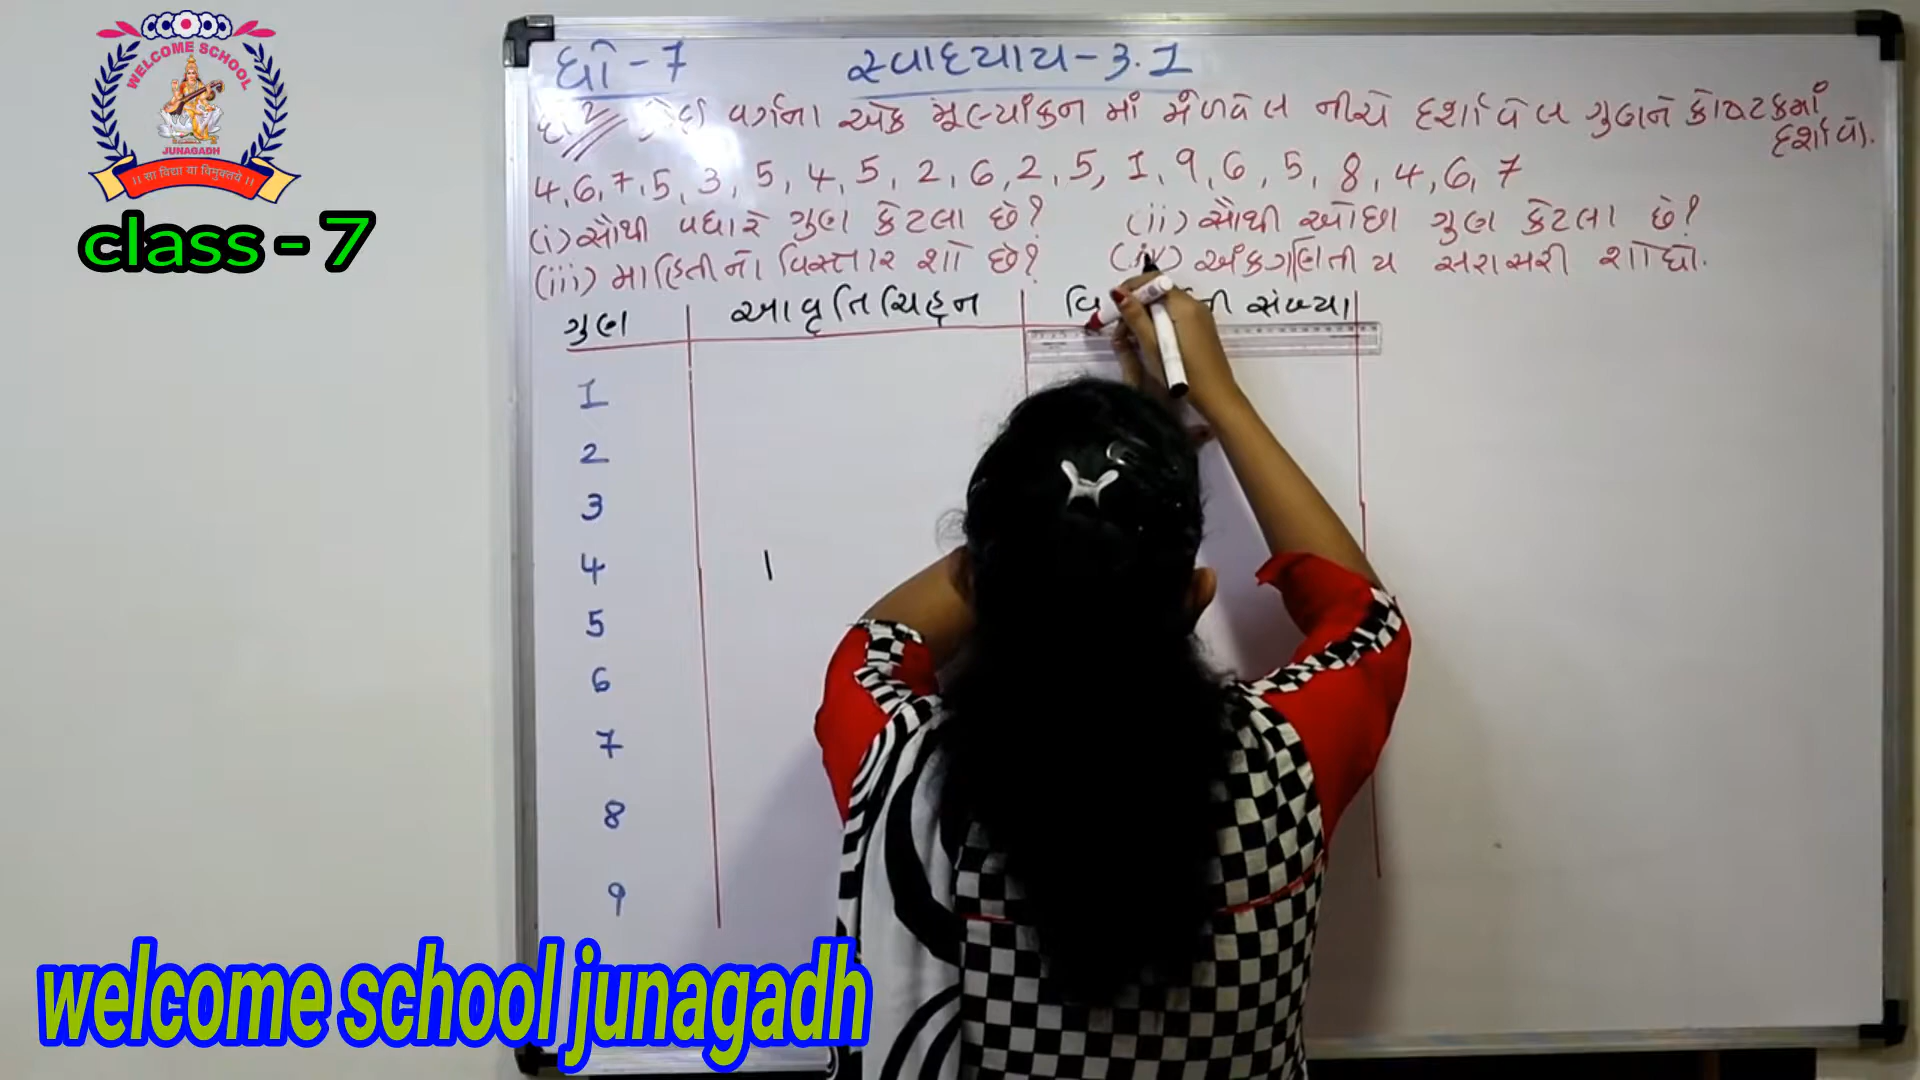 WELCOME SCHOOL
JUNAGADH
।। सा विद्या या विमुक्तये ।।
class - 7
ધો - 7 સ્વાધ્યાય - 3.1
વર્ગના એક મૂલ્યાંકન માં મેળવેલ નીચે દર્શાવેલ ગુણને કોષ્ટકમાં
દર્શાવો.
4, 6, 7, 5, 3, 5, 4, 5, 2, 6, 2, 5, 1, 9, 6, 5, 8, 4, 6, 7
(i) સૌથી વધારે ગુણ કેટલા છે? (ii) સૌથી ઓછા ગુણ કેટલા છે?
(iii) માહિતીનો વિસ્તાર શો છે? (iv) અંકગણિતીય સરાસરી શોધો.
ગુણ આવૃતિ ચિહ્ન સંખ્યા
1
2
3
4 |
5
6
7
8
9
welcome school junagadh